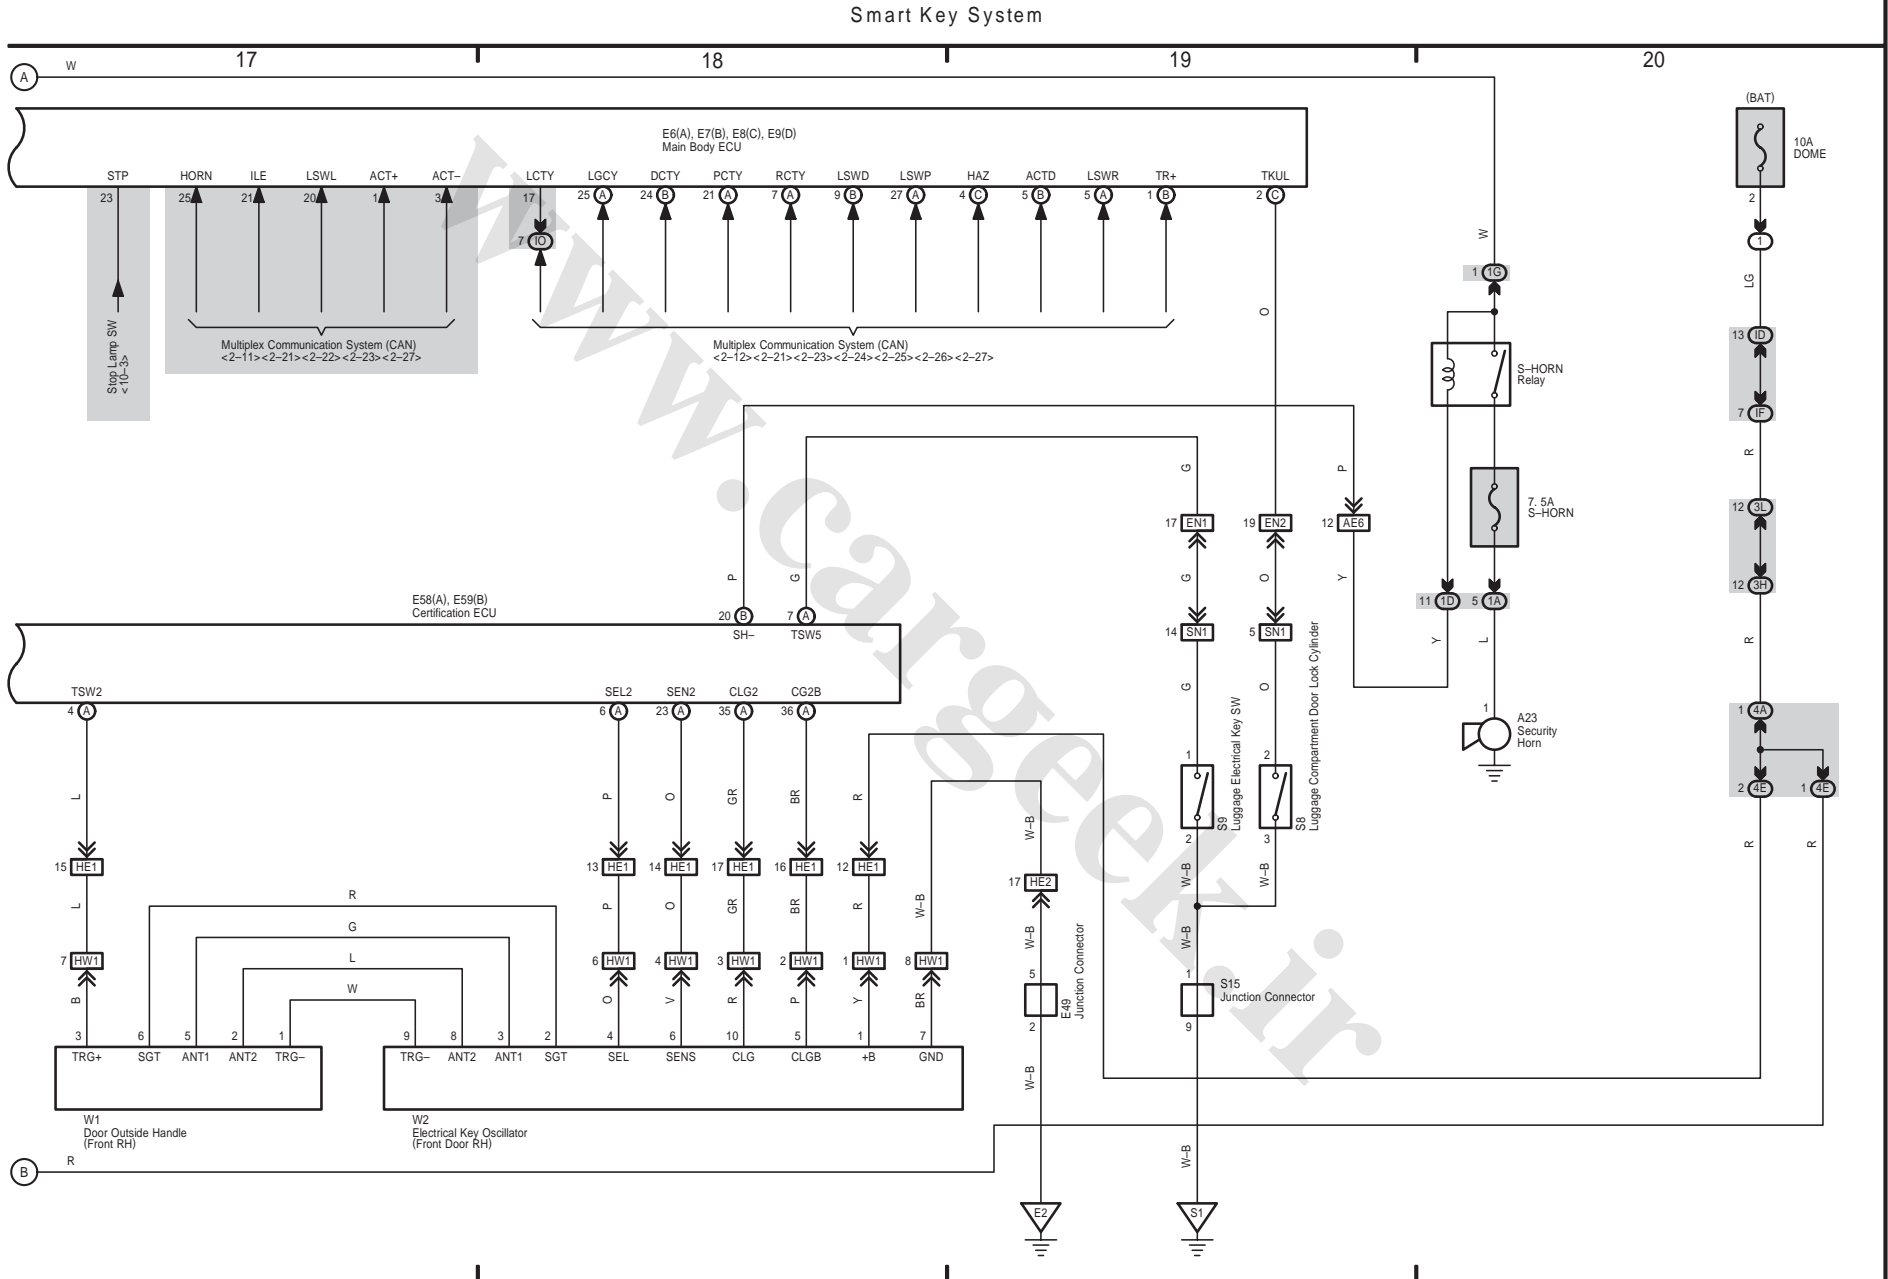 Smart Key System
17 18 19 20
A W
(BAT)
10A
DOME
2
1
LG
E6(A), E7(B), E8(C), E9(D)
Main Body ECU
STP HORN ILE LSWL ACT+ ACT– LCTY LGCY DCTY PCTY RCTY LSWD LSWP HAZ ACTD LSWR TR+ TKUL
23 25 21 20 1 3 17 25 A 24 B 21 A 7 A 9 B 27 A 4 C 5 B 5 A 1 B 2 C
7 IO
Stop Lamp SW
<10–3>
Multiplex Communication System (CAN)
<2–11><2–21><2–22><2–23><2–27>
Multiplex Communication System (CAN)
<2–12><2–21><2–23><2–24><2–25><2–26><2–27>
O
W
1 1G
S–HORN
Relay
7. 5A
S–HORN
11 1D 5 1A
Y L
1
A23
Security
Horn
13 ID
7 IF
R
12 3L
12 3H
R
1 4A
2 4E 1 4E
R R
G P
17 EN1 19 EN2 12 AE6
G O Y
14 SN1 5 SN1
G O
1 2
S9
Luggage Electrical Key SW
S8
Luggage Compartment Door Lock Cylinder
2 3
W–B W–B
W–B
1
S15
Junction Connector
9
W–B
S1
E58(A), E59(B)
Certification ECU
P G
20 B 7 A
SH– TSW5
TSW2 SEL2 SEN2 CLG2 CG2B
4 A 6 A 23 A 35 A 36 A
L P O GR BR R W–B
15 HE1 13 HE1 14 HE1 17 HE1 16 HE1 12 HE1 17 HE2
L P O GR BR R W–B W–B
7 HW1 6 HW1 4 HW1 3 HW1 2 HW1 1 HW1 8 HW1
B O V R P Y BR
R
G
L
W
5
E49
Junction Connector
2
W–B
E2
3 6 5 2 1 9 8 3 2 4 6 10 5 1 7
TRG+ SGT ANT1 ANT2 TRG– TRG– ANT2 ANT1 SGT SEL SENS CLG CLGB +B GND
W1
Door Outside Handle
(Front RH)
W2
Electrical Key Oscillator
(Front Door RH)
B R
www.cargeek.ir